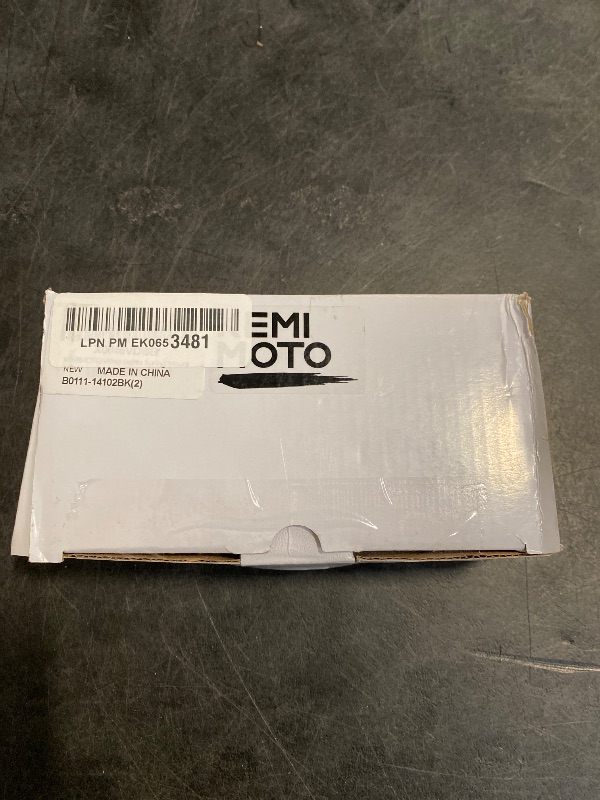 LPN PM EK0653481
EMI
MOTO
NEW MADE IN CHINA
B0111-14102BK(2)